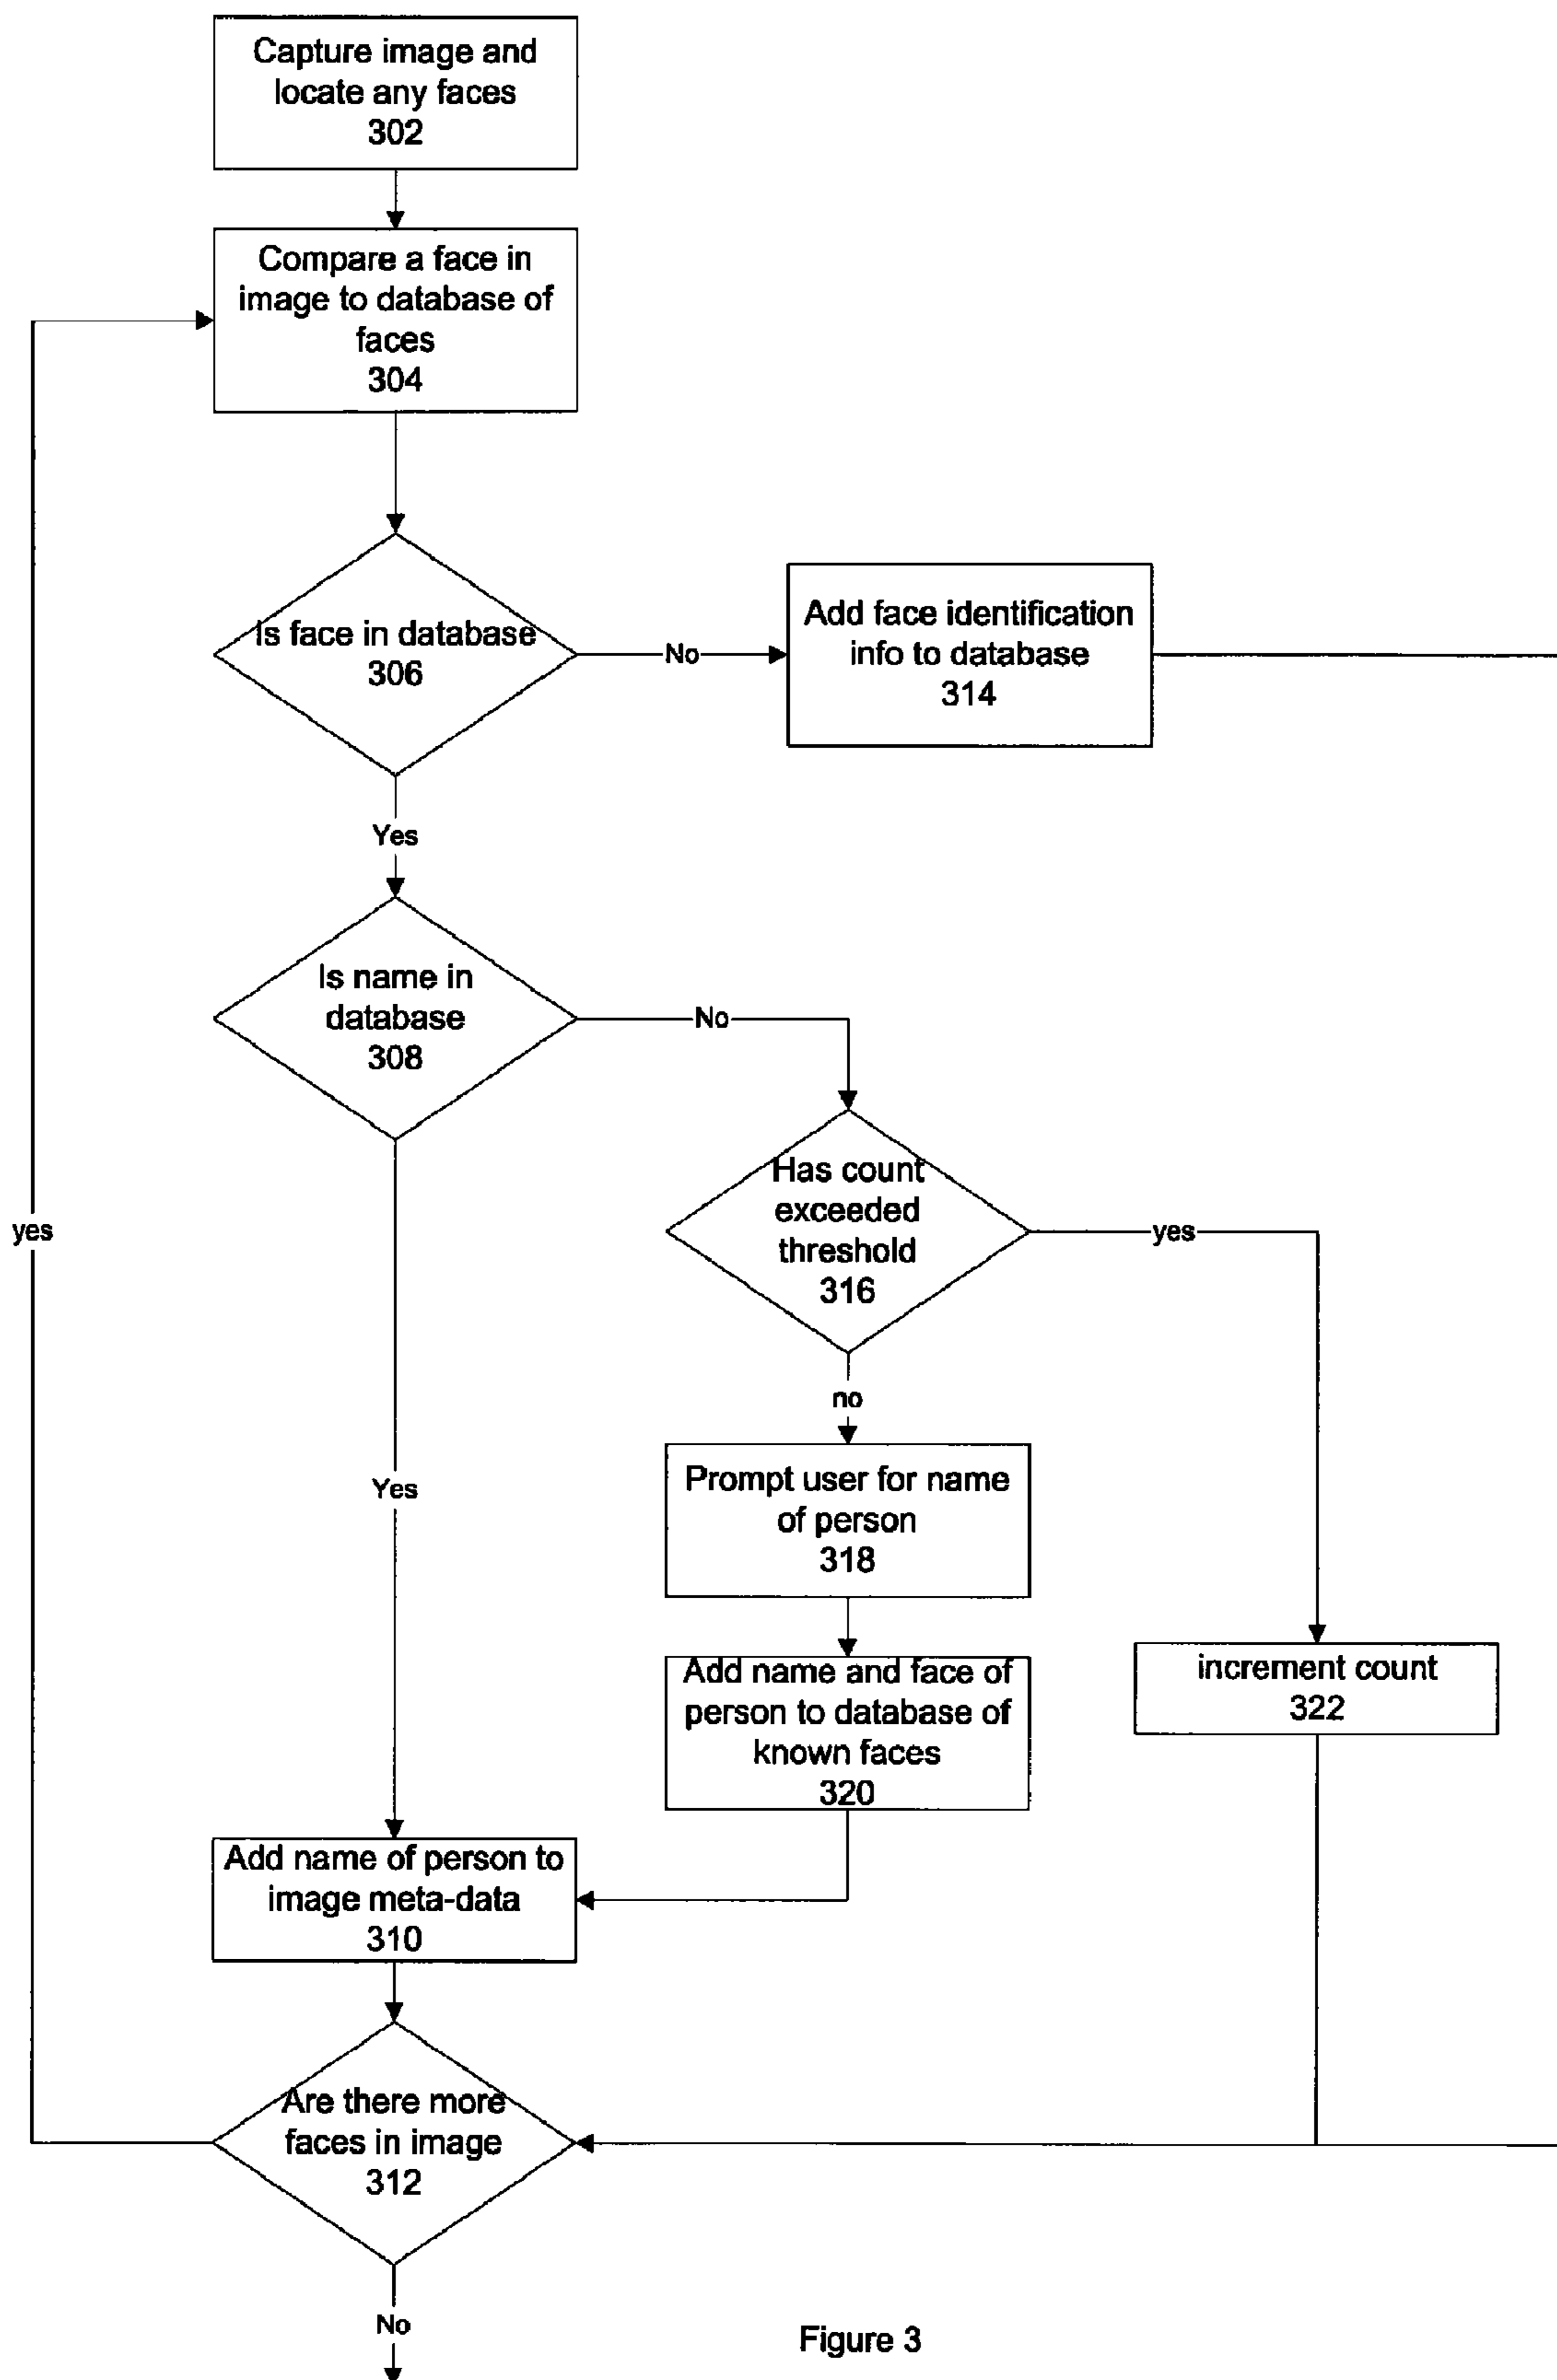 Capture image and
locate any faces
302
Compare a face in
image to database of
faces
304
Is face in database
306
No
Add face identification
info to database
314
Yes
Is name in
database
308
No
Has count
exceeded
threshold
316
yes
yes
no
Yes
Prompt user for name
of person
318
Add name and face of
person to database of
known faces
320
increment count
322
Add name of person to
image meta-data
310
Are there more
faces in image
312
No
Figure 3